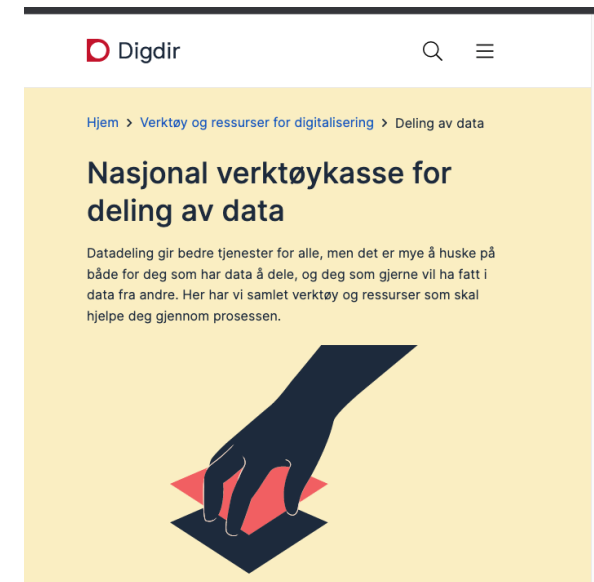 Digdir
Hjem > Verktøy og ressurser for digitalisering > Deling av data
Nasjonal verktøykasse for
deling av data
Datadeling gir bedre tjenester for alle, men det er mye å huske på
både for deg som har data å dele, og deg som gjerne vil ha fatt i
data fra andre. Her har vi samlet verktøy og ressurser som skal
hjelpe deg gjennom prosessen.